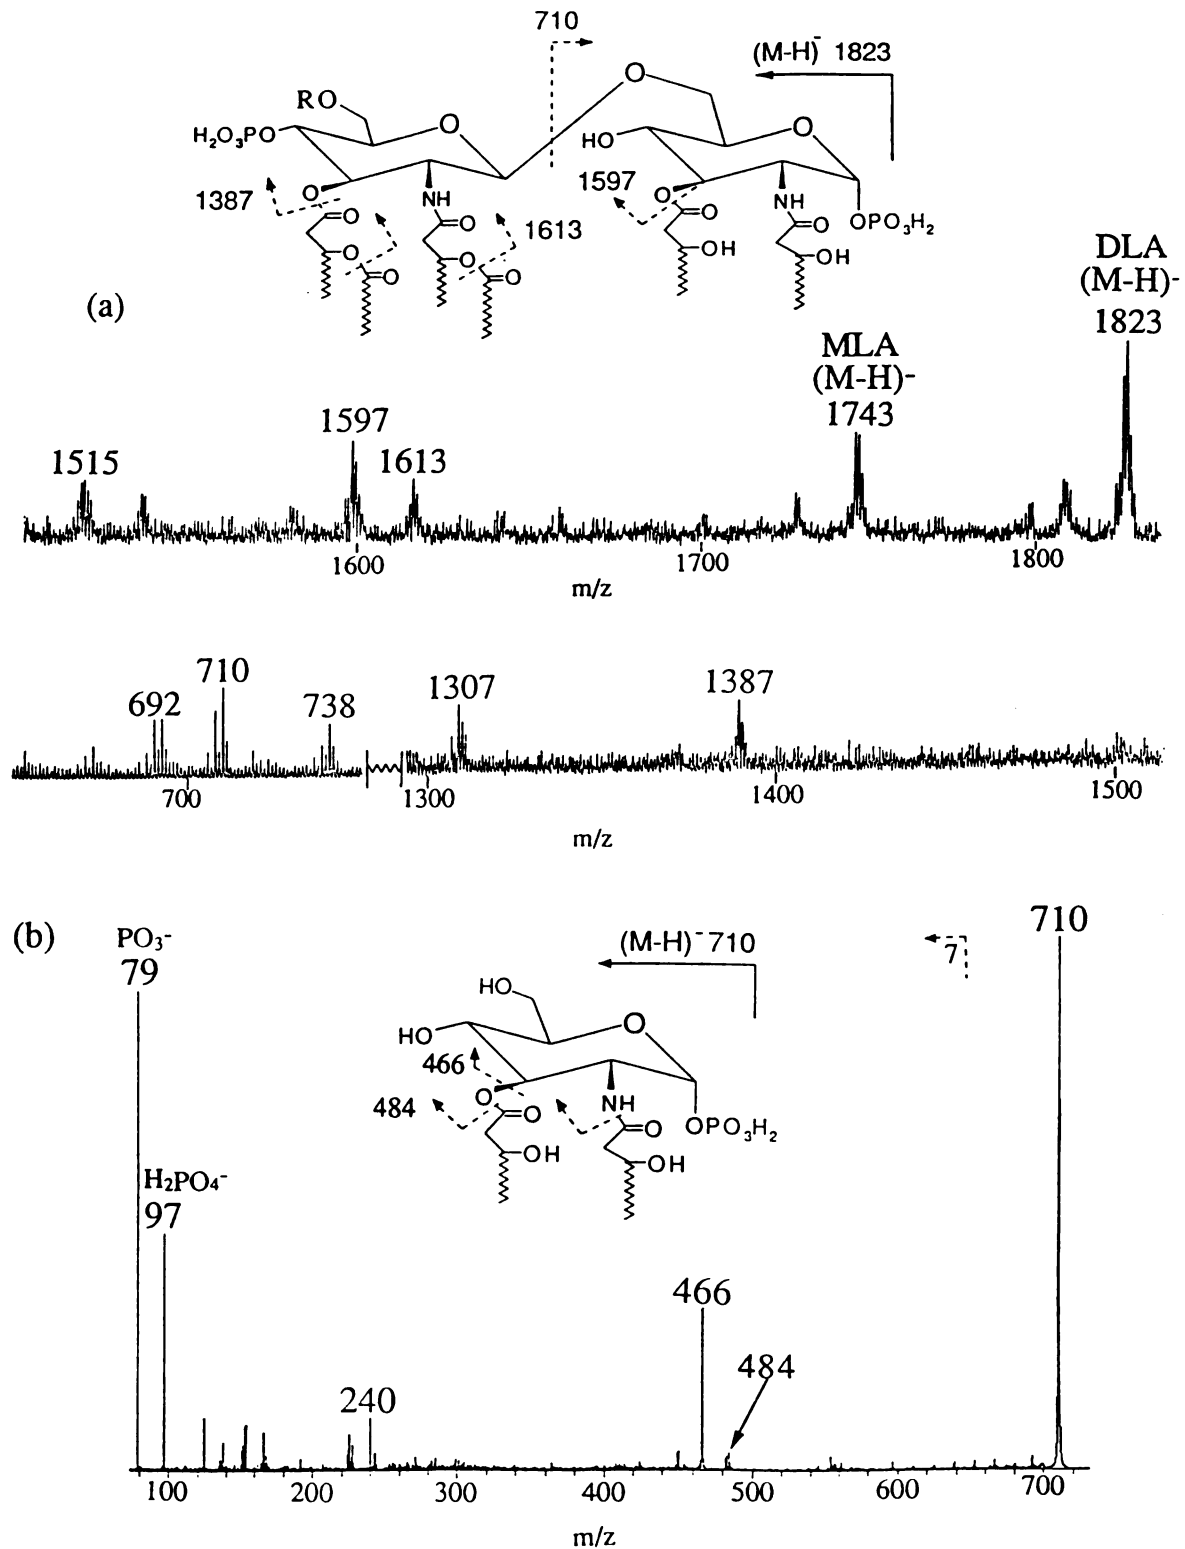 710
(M-H)⁻ 1823
RO
O
O
O
H₂O₃PO
HO
1387
O
NH
1597
O
NH
O
O
1613
O
O
OPO₃H₂
O
O
OH
OH
O
O
DLA
(M-H)-
1823
(a)
MLA
(M-H)-
1743
1597
1515
1613
1600
1700
1800
m/z
710
692
738
1307
1387
700
1300
1400
1500
m/z
(b)
PO₃-
79
(M-H)⁻ 710
7
710
HO
O
HO
466
O
NH
484
O
O
OPO₃H₂
OH
OH
H₂PO₄-
97
466
484
240
100
200
300
400
500
600
700
m/z